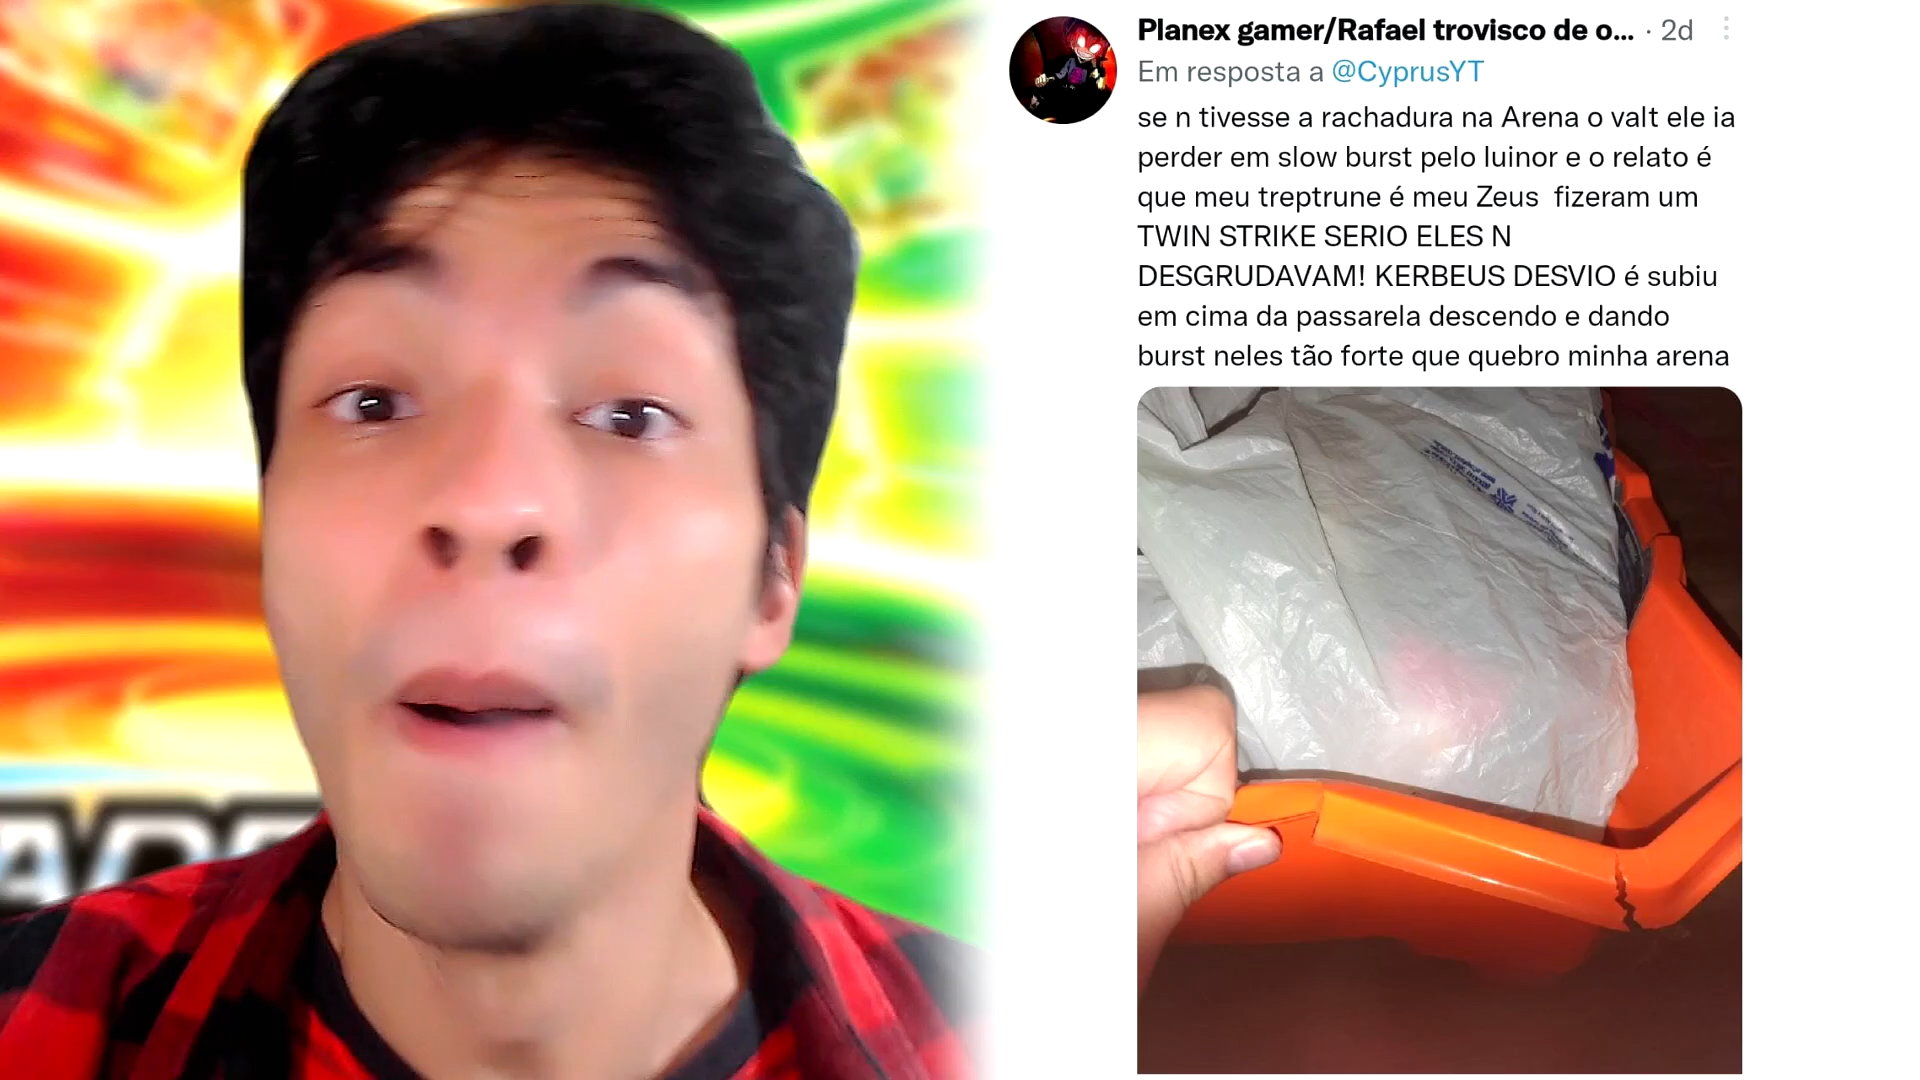 Planex gamer/Rafael trovisco de o... · 2d
Em resposta a @CyprusYT
se n tivesse a rachadura na Arena o valt ele ia
perder em slow burst pelo luinor e o relato é
que meu treptrune é meu Zeus  fizeram um
TWIN STRIKE SERIO ELES N
DESGRUDAVAM! KERBEUS DESVIO é subiu
em cima da passarela descendo e dando
burst neles tão forte que quebro minha arena